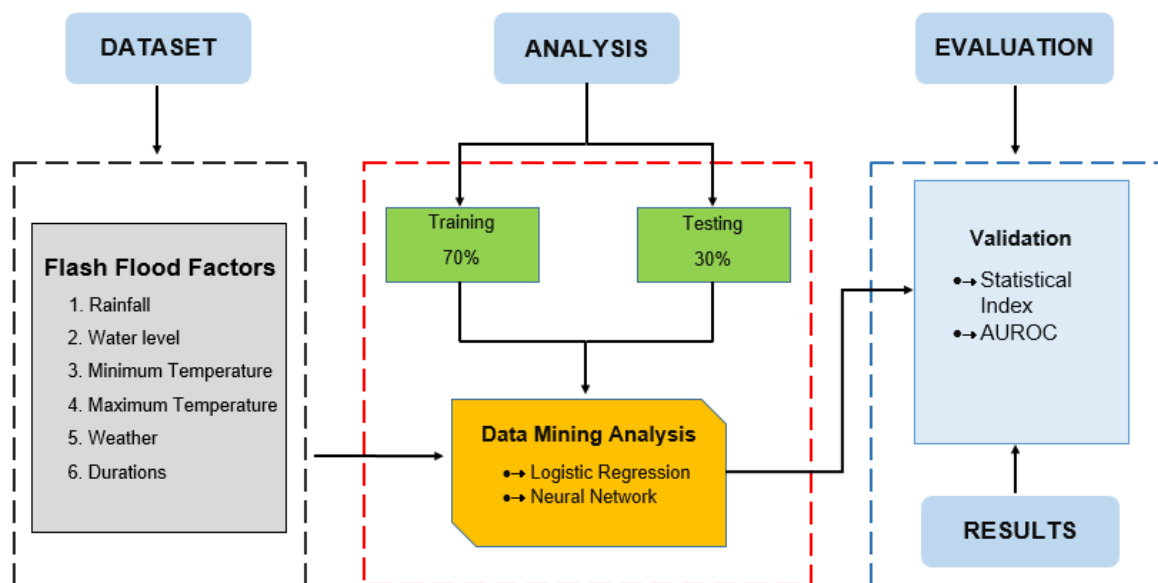 DATASET
ANALYSIS
EVALUATION
Flash Flood Factors
1. Rainfall
2. Water level
3. Minimum Temperature
4. Maximum Temperature
5. Weather
6. Durations
Training
70%
Testing
30%
Data Mining Analysis
Logistic Regression
Neural Network
Validation
Statistical
Index
AUROC
RESULTS